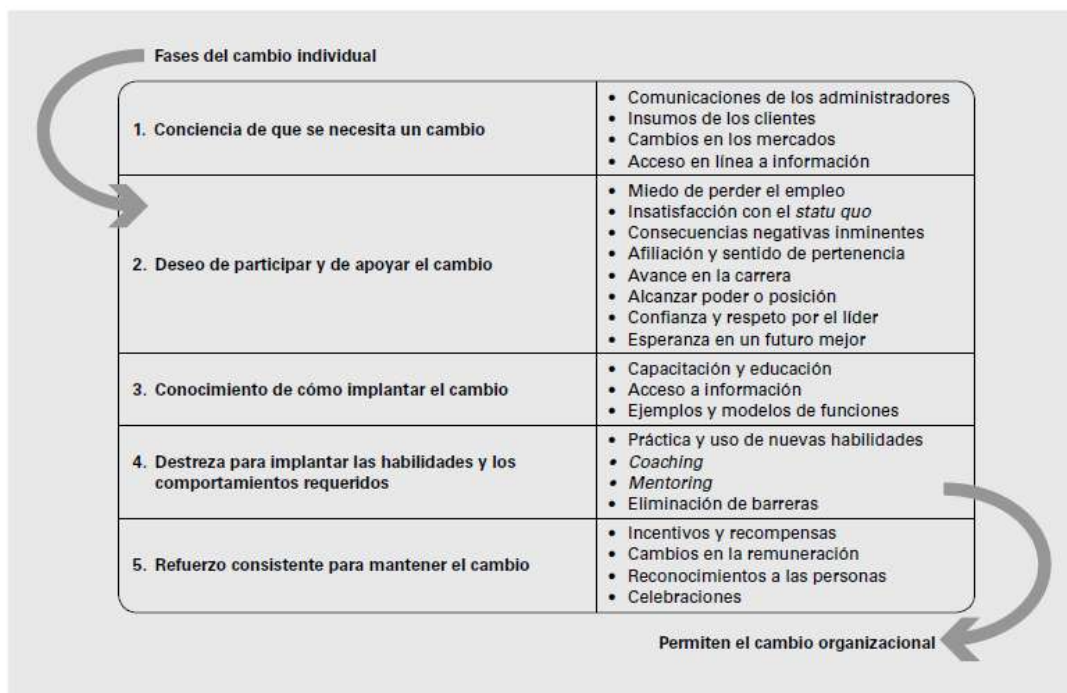 Fases del cambio individual
1. Conciencia de que se necesita un cambio
• Comunicaciones de los administradores
• Insumos de los clientes
• Cambios en los mercados
• Acceso en línea a información
2. Deseo de participar y de apoyar el cambio
• Miedo de perder el empleo
• Insatisfacción con el statu quo
• Consecuencias negativas inminentes
• Afiliación y sentido de pertenencia
• Avance en la carrera
• Alcanzar poder o posición
• Confianza y respeto por el líder
• Esperanza en un futuro mejor
3. Conocimiento de cómo implantar el cambio
• Capacitación y educación
• Acceso a información
• Ejemplos y modelos de funciones
4. Destreza para implantar las habilidades y los
comportamientos requeridos
• Práctica y uso de nuevas habilidades
• Coaching
• Mentoring
• Eliminación de barreras
5. Refuerzo consistente para mantener el cambio
• Incentivos y recompensas
• Cambios en la remuneración
• Reconocimientos a las personas
• Celebraciones
Permiten el cambio organizacional